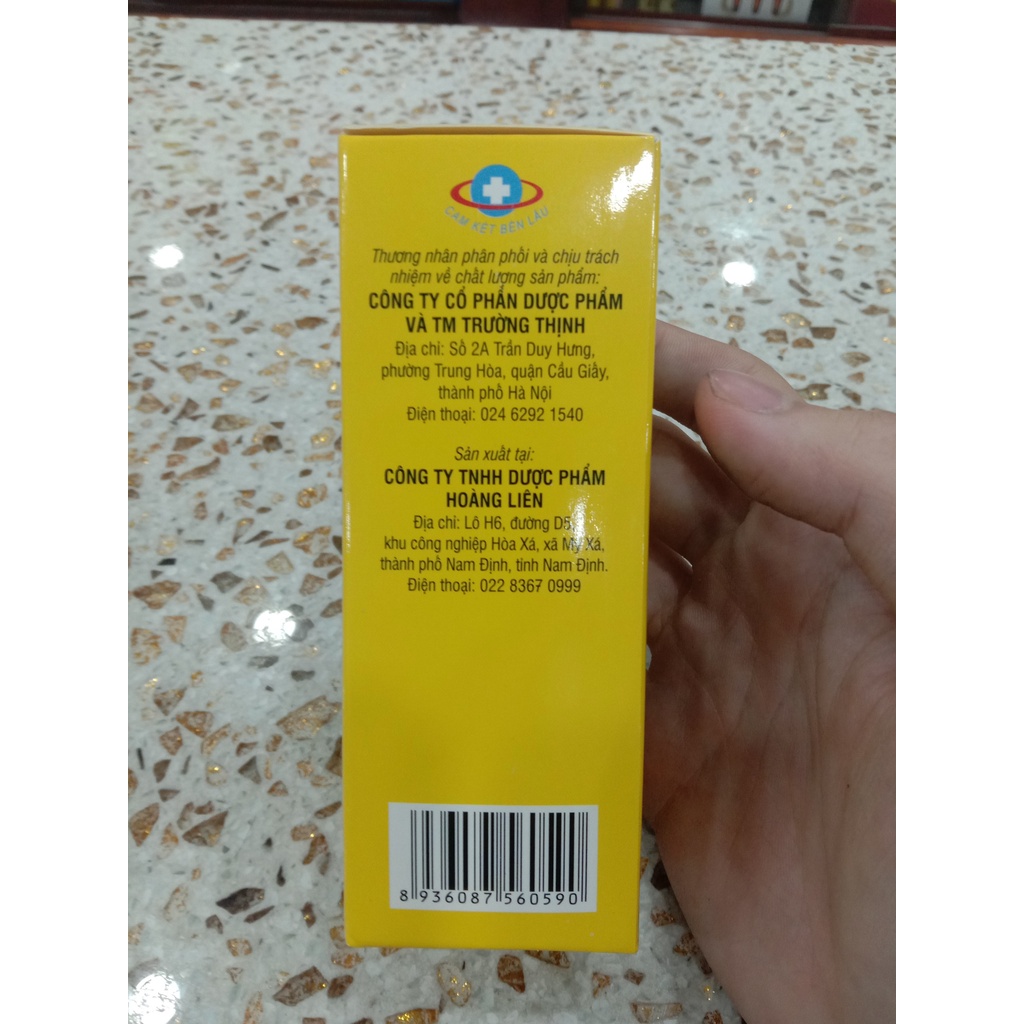 CAM KẾT BỀN LÂU
Thương nhân phân phối và chịu trách
nhiệm về chất lượng sản phẩm:
CÔNG TY CỔ PHẦN DƯỢC PHẨM
VÀ TM TRƯỜNG THỊNH
Địa chỉ: Số 2A Trần Duy Hưng,
phường Trung Hòa, quận Cầu Giấy,
thành phố Hà Nội
Điện thoại: 024 6292 1540
Sản xuất tại:
CÔNG TY TNHH DƯỢC PHẨM
HOÀNG LIÊN
Địa chỉ: Lô H6, đường D5,
khu công nghiệp Hòa Xá, xã Mỹ Xá,
thành phố Nam Định, tỉnh Nam Định.
Điện thoại: 022 8367 0999
8 936087 560590